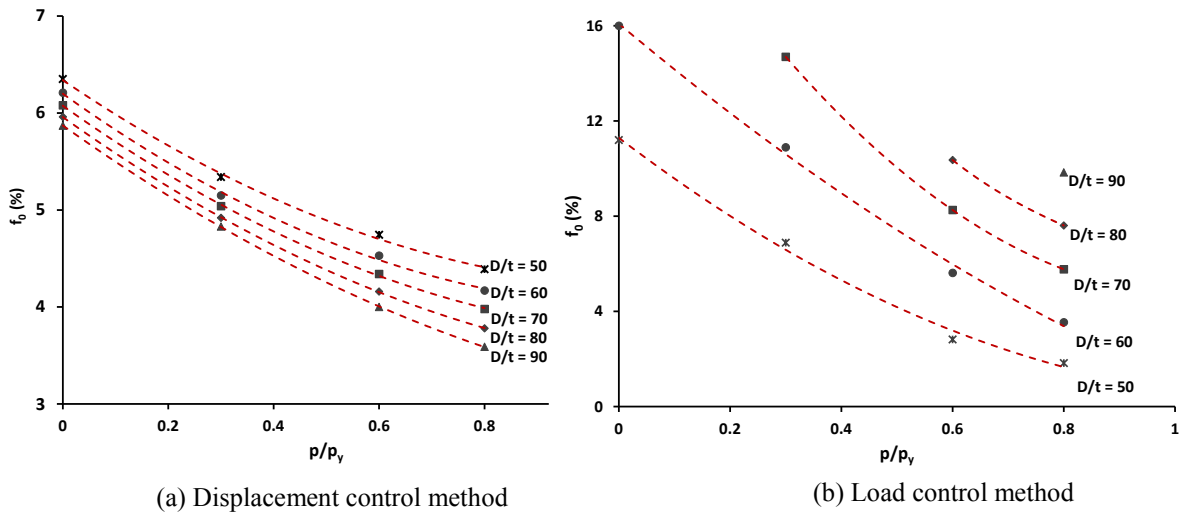 7
6
5
4
3
f₀ (%)
0
0.2
0.4
0.6
0.8
p/pᵧ
D/t = 50
D/t = 60
D/t = 70
D/t = 80
D/t = 90
(a) Displacement control method
16
12
8
4
0
f₀ (%)
0
0.2
0.4
0.6
0.8
1
p/pᵧ
D/t = 90
D/t = 80
D/t = 70
D/t = 60
D/t = 50
(b) Load control method